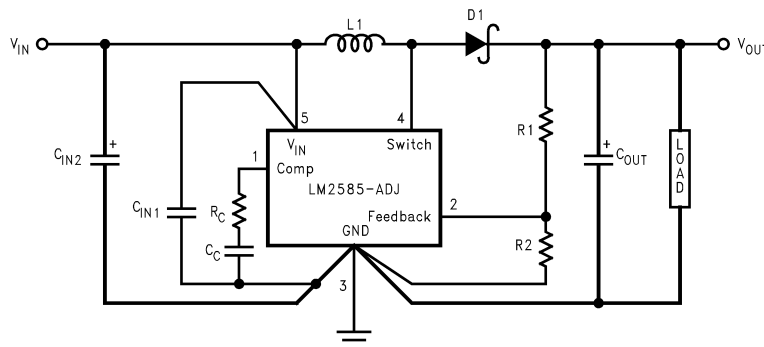 L1
D1
VIN
VOUT
5
4
VIN
Switch
R1
+
CIN2
1
Comp
+
COUT
LOAD
LM2585-ADJ
CIN1
RC
Feedback
2
GND
CC
R2
3